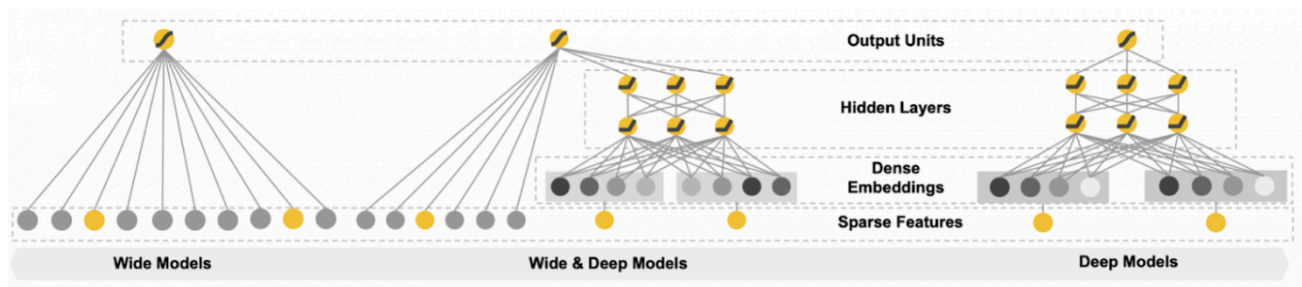 Output Units
Hidden Layers
Dense
Embeddings
Sparse Features
Wide Models
Wide & Deep Models
Deep Models